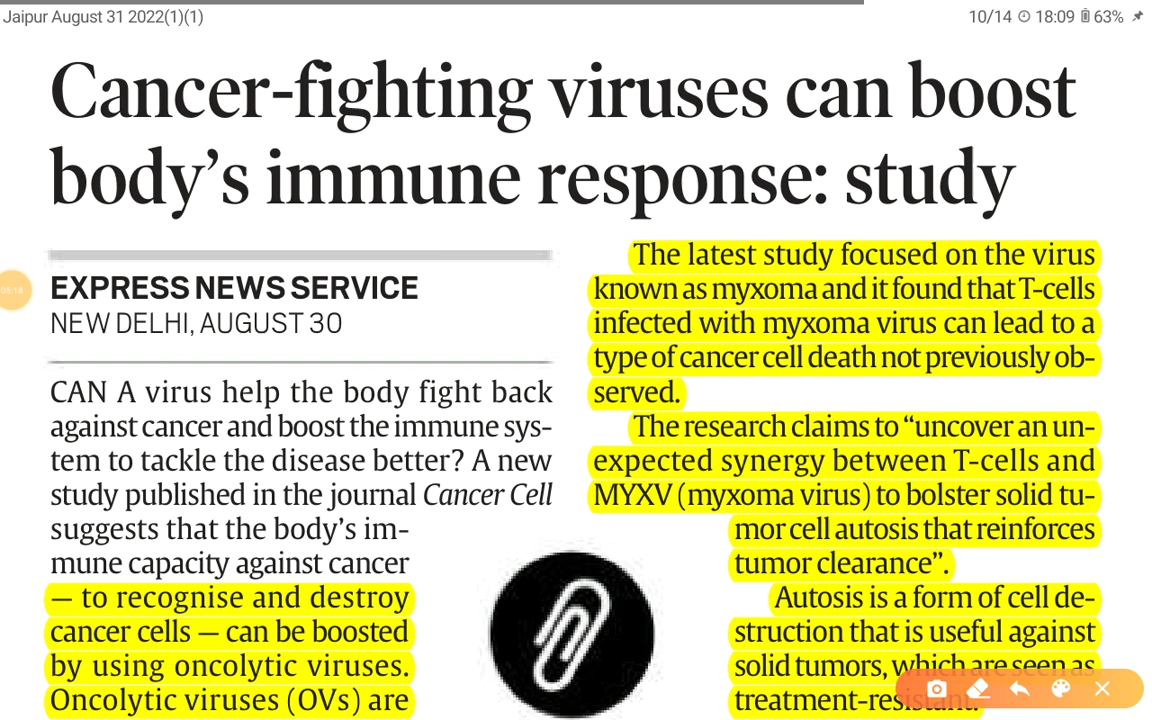 Jaipur August 31 2022(1)(1)
10/14 18:09 63%
Cancer-fighting viruses can boost
body's immune response: study
EXPRESS NEWS SERVICE
NEW DELHI, AUGUST 30
CAN A virus help the body fight back
against cancer and boost the immune sys-
tem to tackle the disease better? A new
study published in the journal Cancer Cell
suggests that the body's im-
mune capacity against cancer
— to recognise and destroy
cancer cells — can be boosted
by using oncolytic viruses.
Oncolytic viruses (OVs) are
The latest study focused on the virus
known as myxoma and it found that T-cells
infected with myxoma virus can lead to a
type of cancer cell death not previously ob-
served.
The research claims to "uncover an un-
expected synergy between T-cells and
MYXV (myxoma virus) to bolster solid tu-
mor cell autosis that reinforces
tumor clearance".
Autosis is a form of cell de-
struction that is useful against
solid tumors, which are seen as
treatment-resistant.
05:18